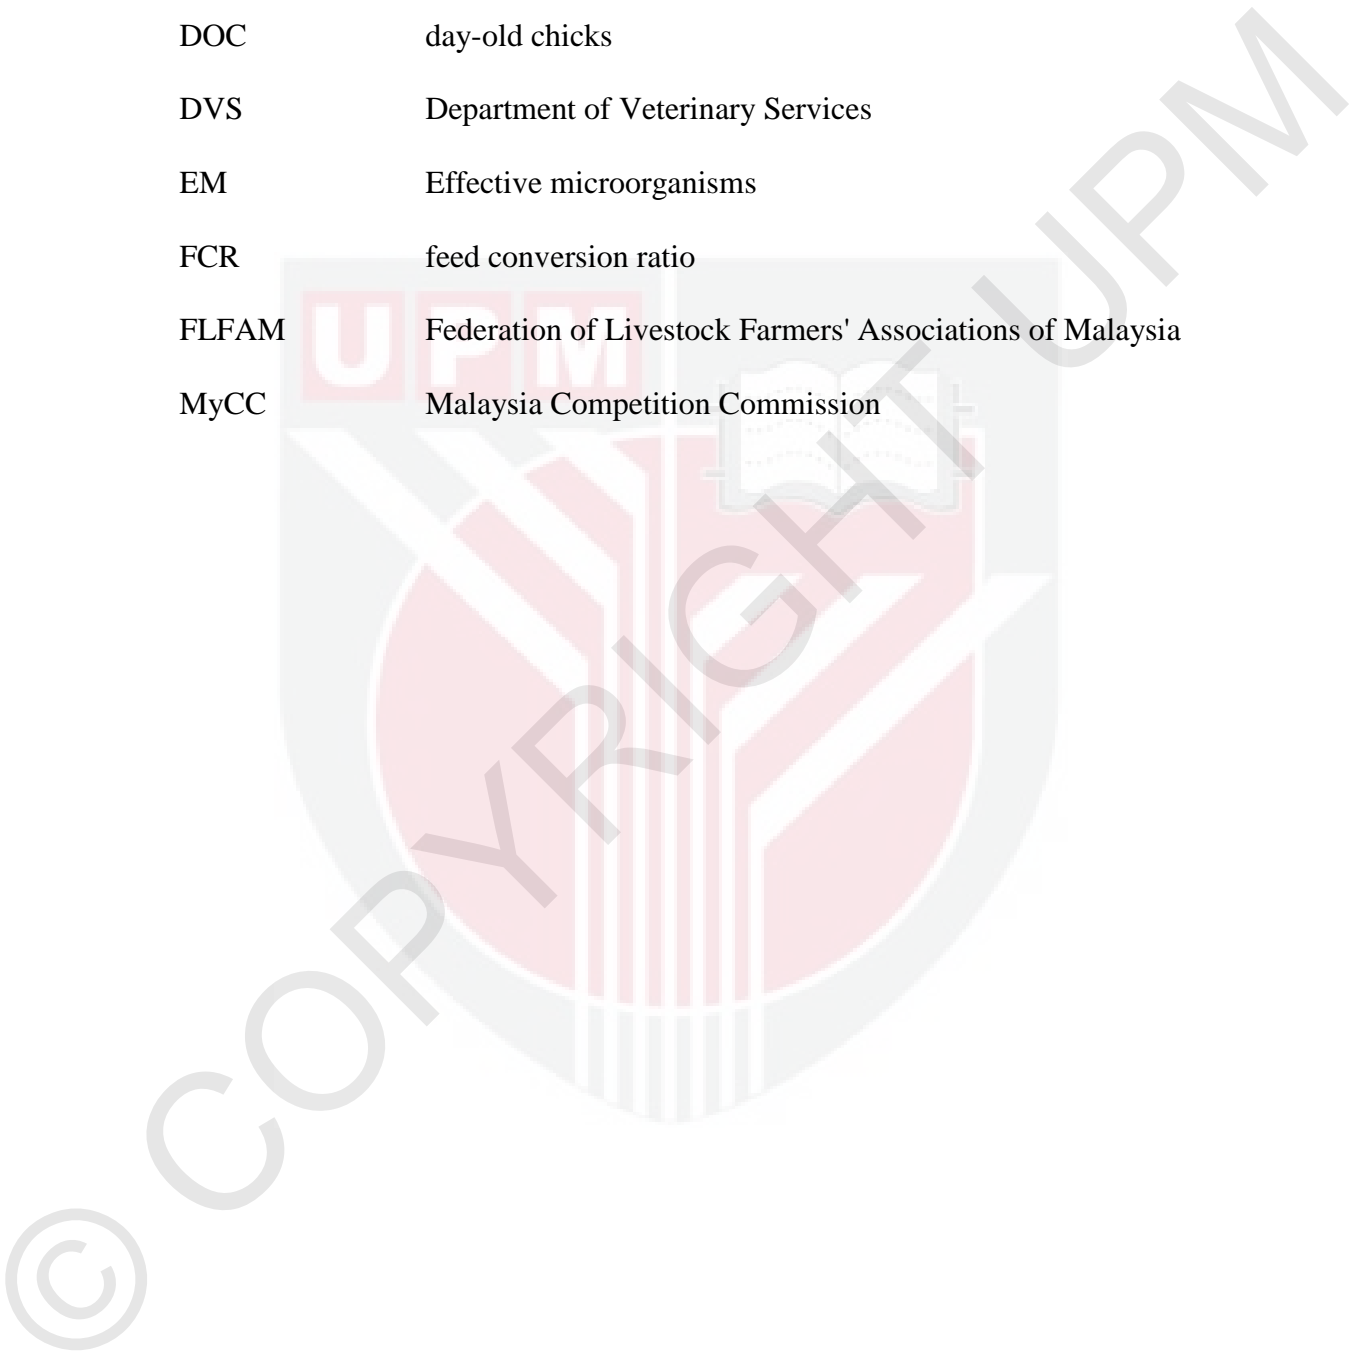 DOC day-old chicks
DVS Department of Veterinary Services
EM Effective microorganisms
FCR feed conversion ratio
FLFAM Federation of Livestock Farmers' Associations of Malaysia
MyCC Malaysia Competition Commission
UPM
© COPYRIGHT UPM